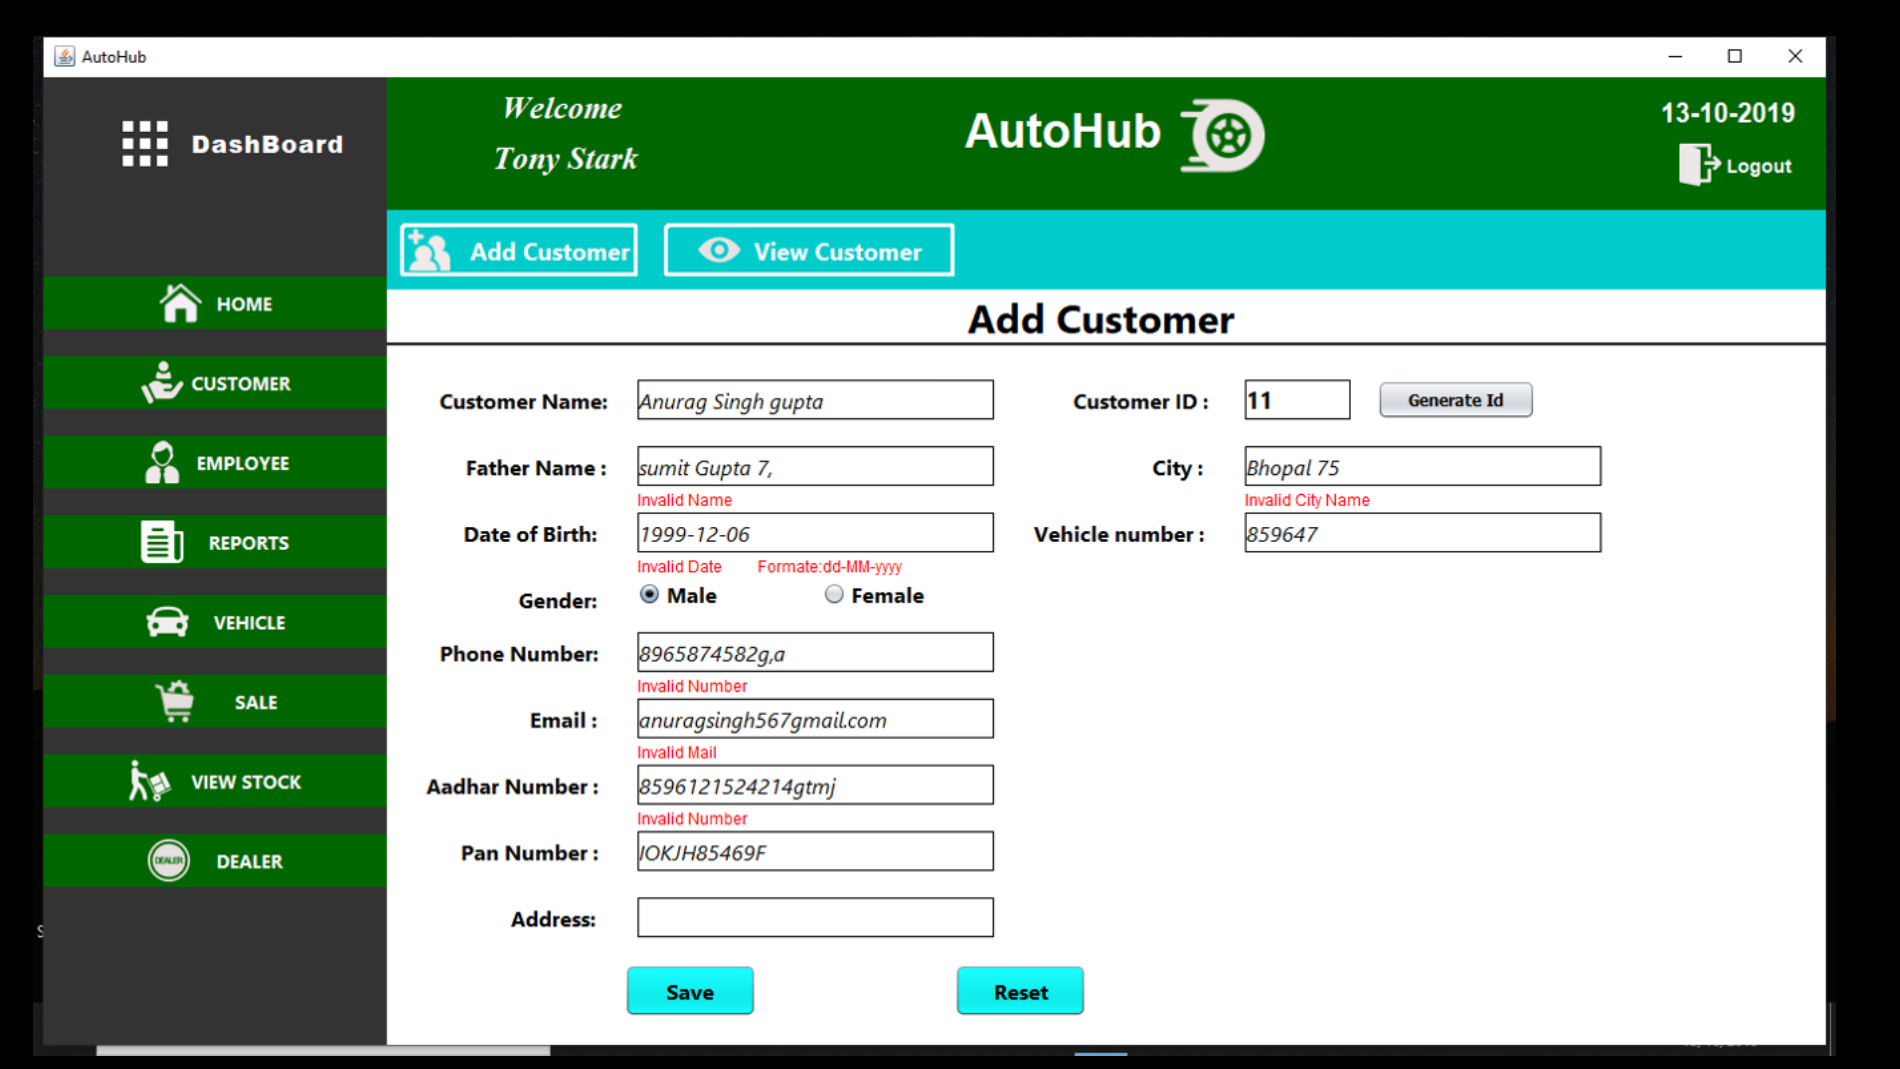 AutoHub
DashBoard
Welcome
Tony Stark
AutoHub
13-10-2019
Logout
Add Customer
View Customer
HOME
CUSTOMER
EMPLOYEE
REPORTS
VEHICLE
SALE
VIEW STOCK
DEALER
DEALER
Add Customer
Customer Name: Anurag Singh gupta
Customer ID : 11 Generate Id
Father Name : sumit Gupta 7,
Invalid Name
City : Bhopal 75
Invalid City Name
Date of Birth: 1999-12-06
Invalid Date Formate:dd-MM-yyyy
Vehicle number : 859647
Gender: Male Female
Phone Number: 8965874582g,a
Invalid Number
Email : anuragsingh567gmail.com
Invalid Mail
Aadhar Number : 8596121524214gtmj
Invalid Number
Pan Number : IOKJH85469F
Address:
Save Reset